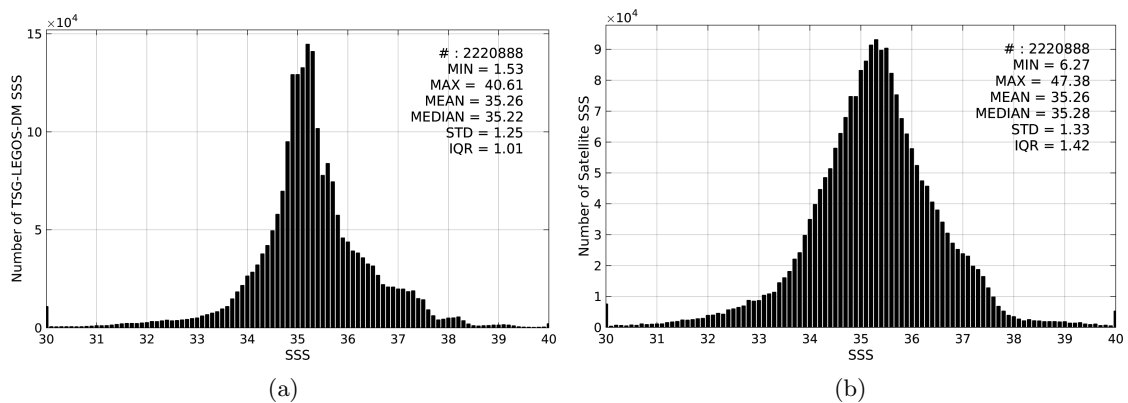 ×10⁴
15
10
5
0
Number of TSG-LEGOS-DM SSS
# : 2220888
MIN = 1.53
MAX = 40.61
MEAN = 35.26
MEDIAN = 35.22
STD = 1.25
IQR = 1.01
30 31 32 33 34 35 36 37 38 39 40
SSS
(a)
×10⁴
9
8
7
6
5
4
3
2
1
0
Number of Satellite SSS
# : 2220888
MIN = 6.27
MAX = 47.38
MEAN = 35.26
MEDIAN = 35.28
STD = 1.33
IQR = 1.42
30 31 32 33 34 35 36 37 38 39 40
SSS
(b)